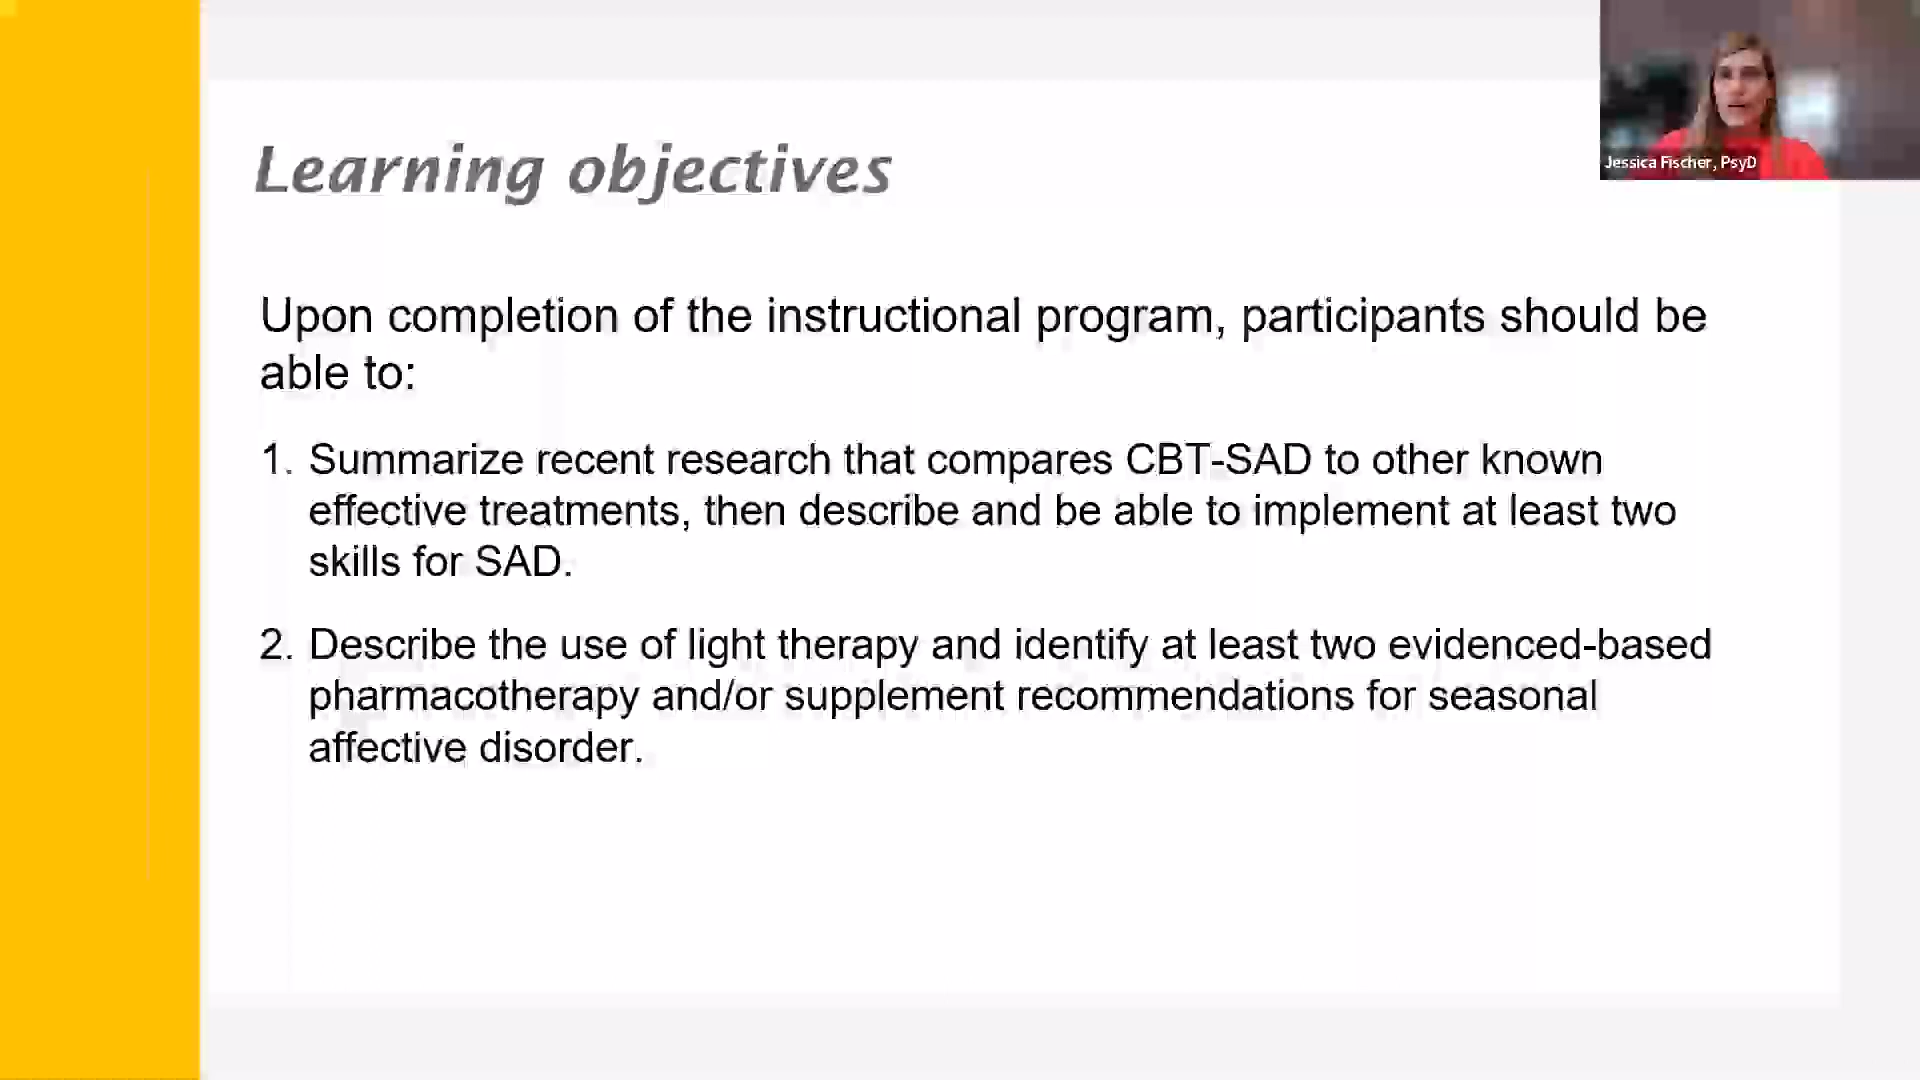 Jessica Fischer, PsyD
Learning objectives
Upon completion of the instructional program, participants should be
able to:
1. Summarize recent research that compares CBT-SAD to other known
effective treatments, then describe and be able to implement at least two
skills for SAD.
2. Describe the use of light therapy and identify at least two evidenced-based
pharmacotherapy and/or supplement recommendations for seasonal
affective disorder.